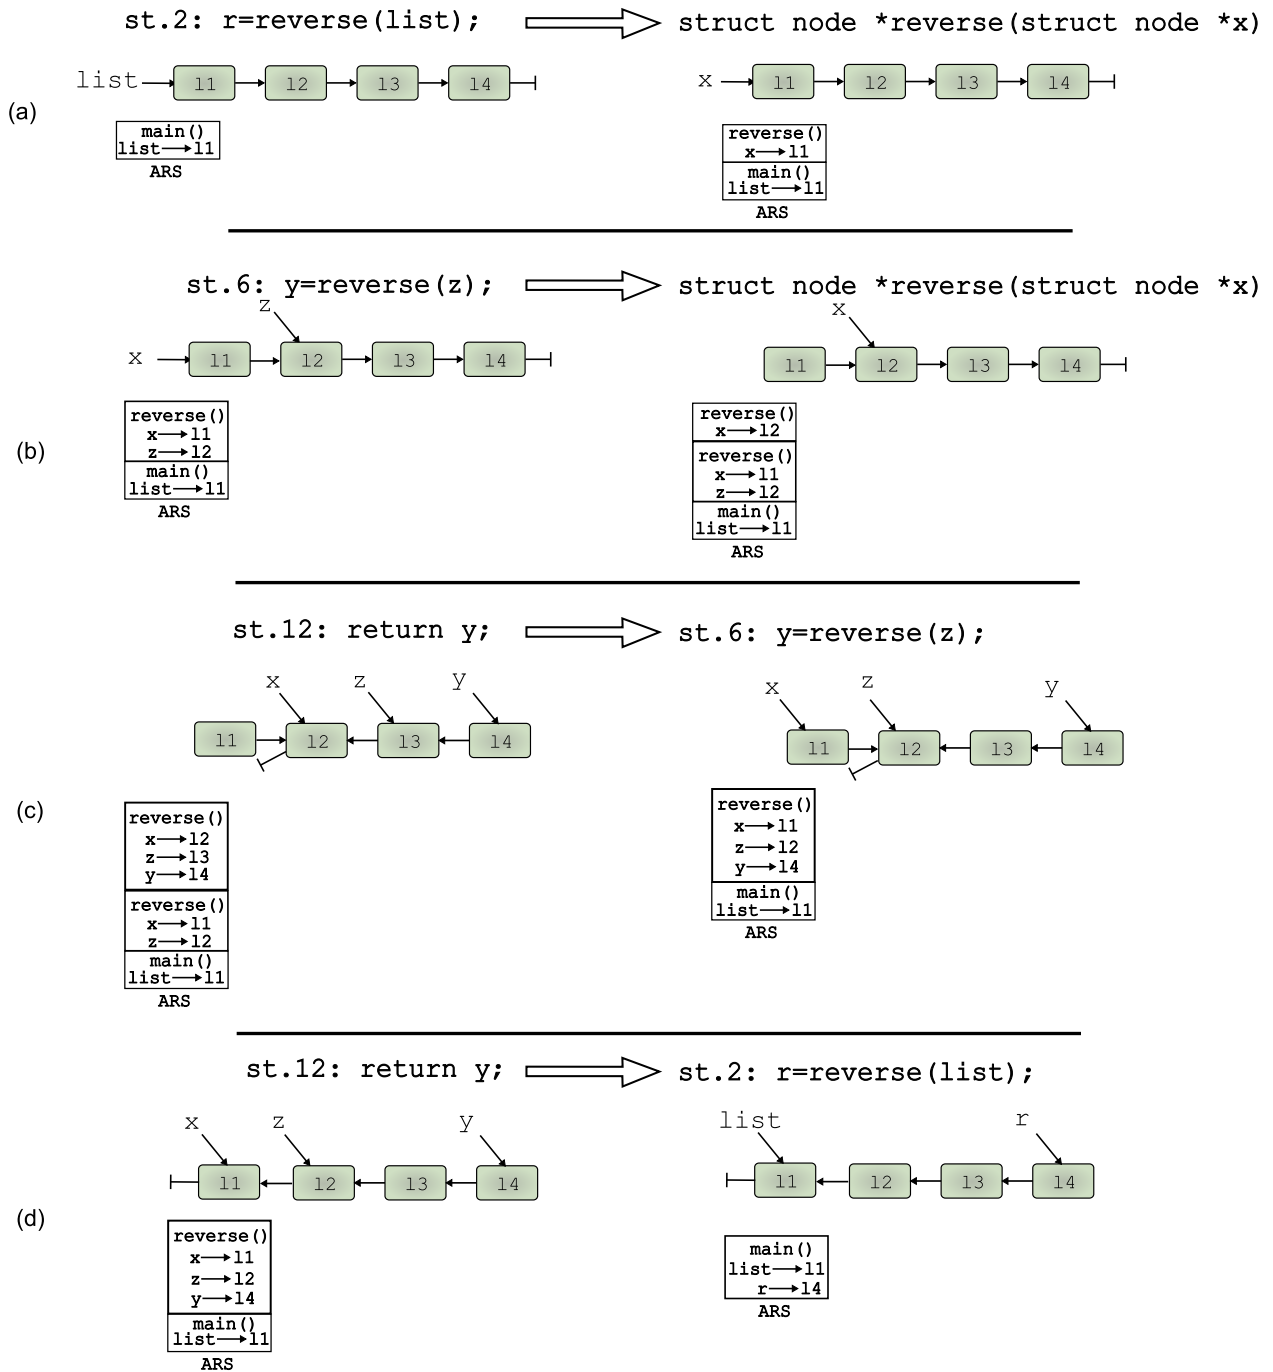 st.2: r=reverse(list);
struct node *reverse(struct node *x)
(a)
list l1 l2 l3 l4
main()
list l1
ARS
x l1 l2 l3 l4
reverse()
x l1
main()
list l1
ARS
st.6: y=reverse(z);
struct node *reverse(struct node *x)
(b)
z
x l1 l2 l3 l4
reverse()
x l1
z l2
main()
list l1
ARS
x
l1 l2 l3 l4
reverse()
x l2
reverse()
x l1
z l2
main()
list l1
ARS
st.12: return y;
st.6: y=reverse(z);
(c)
x z y
l1 l2 l3 l4
reverse()
x l2
z l3
y l4
reverse()
x l1
z l2
main()
list l1
ARS
x z y
l1 l2 l3 l4
reverse()
x l1
z l2
y l4
main()
list l1
ARS
st.12: return y;
st.2: r=reverse(list);
(d)
x z y
l1 l2 l3 l4
reverse()
x l1
z l2
y l4
main()
list l1
ARS
list r
l1 l2 l3 l4
main()
list l1
r l4
ARS